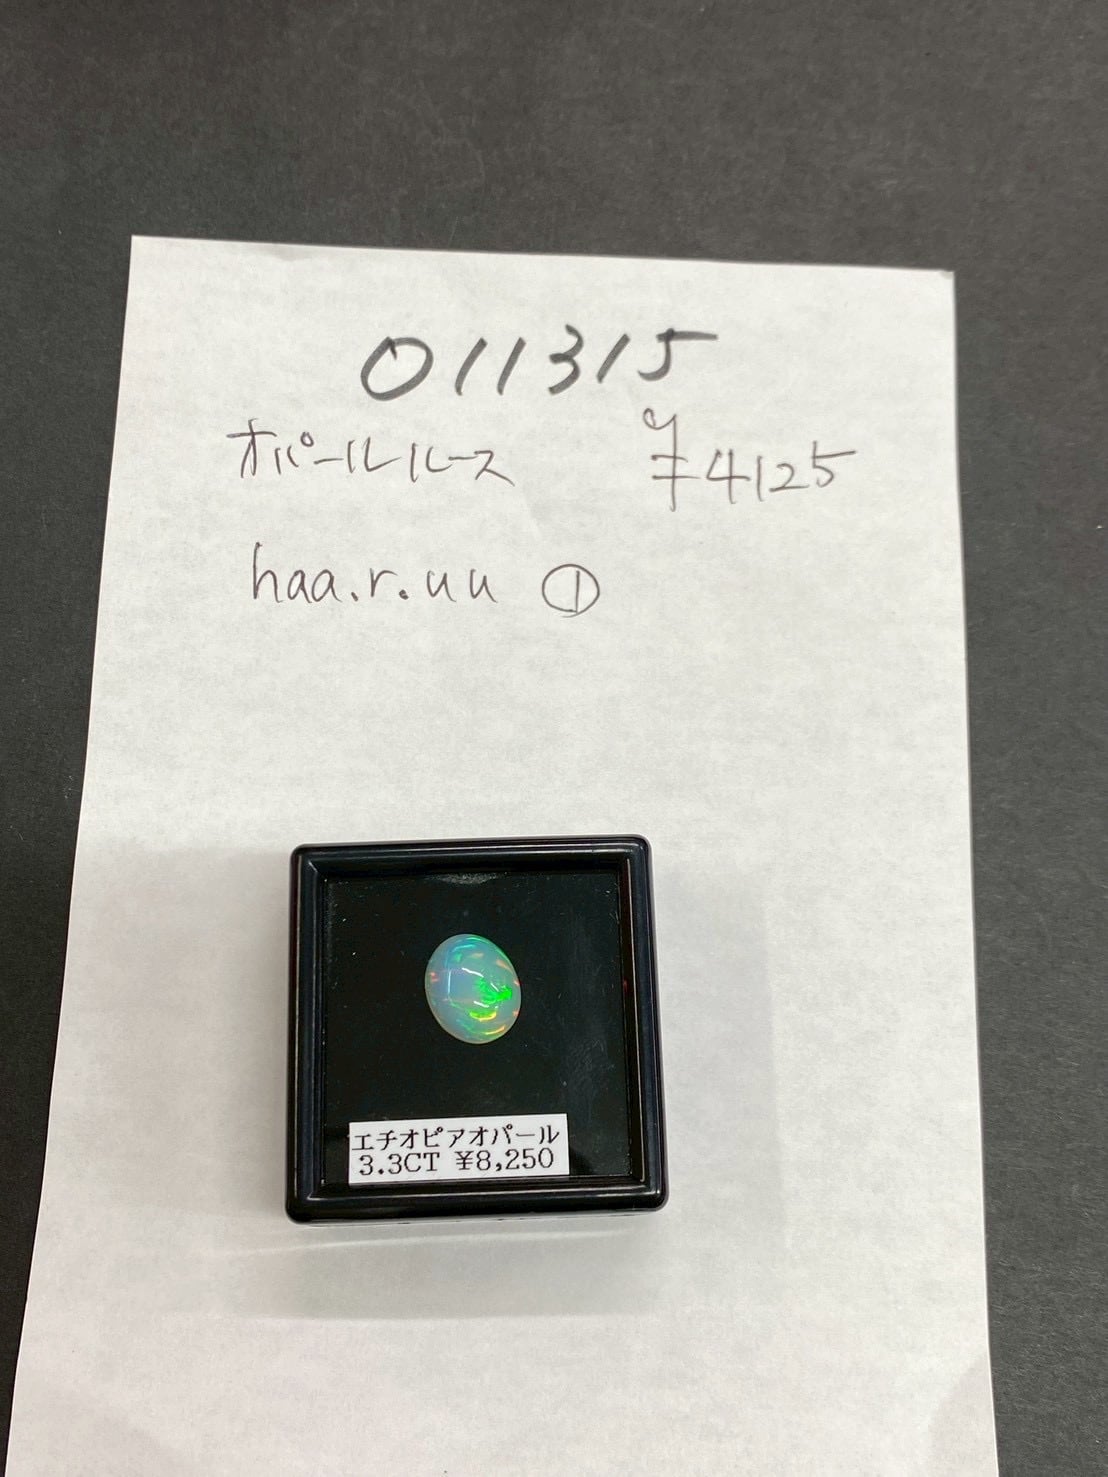 011315
オパールルース ¥4125
haa.r.uu ①
エチオピアオパール
3.3CT ¥8,250